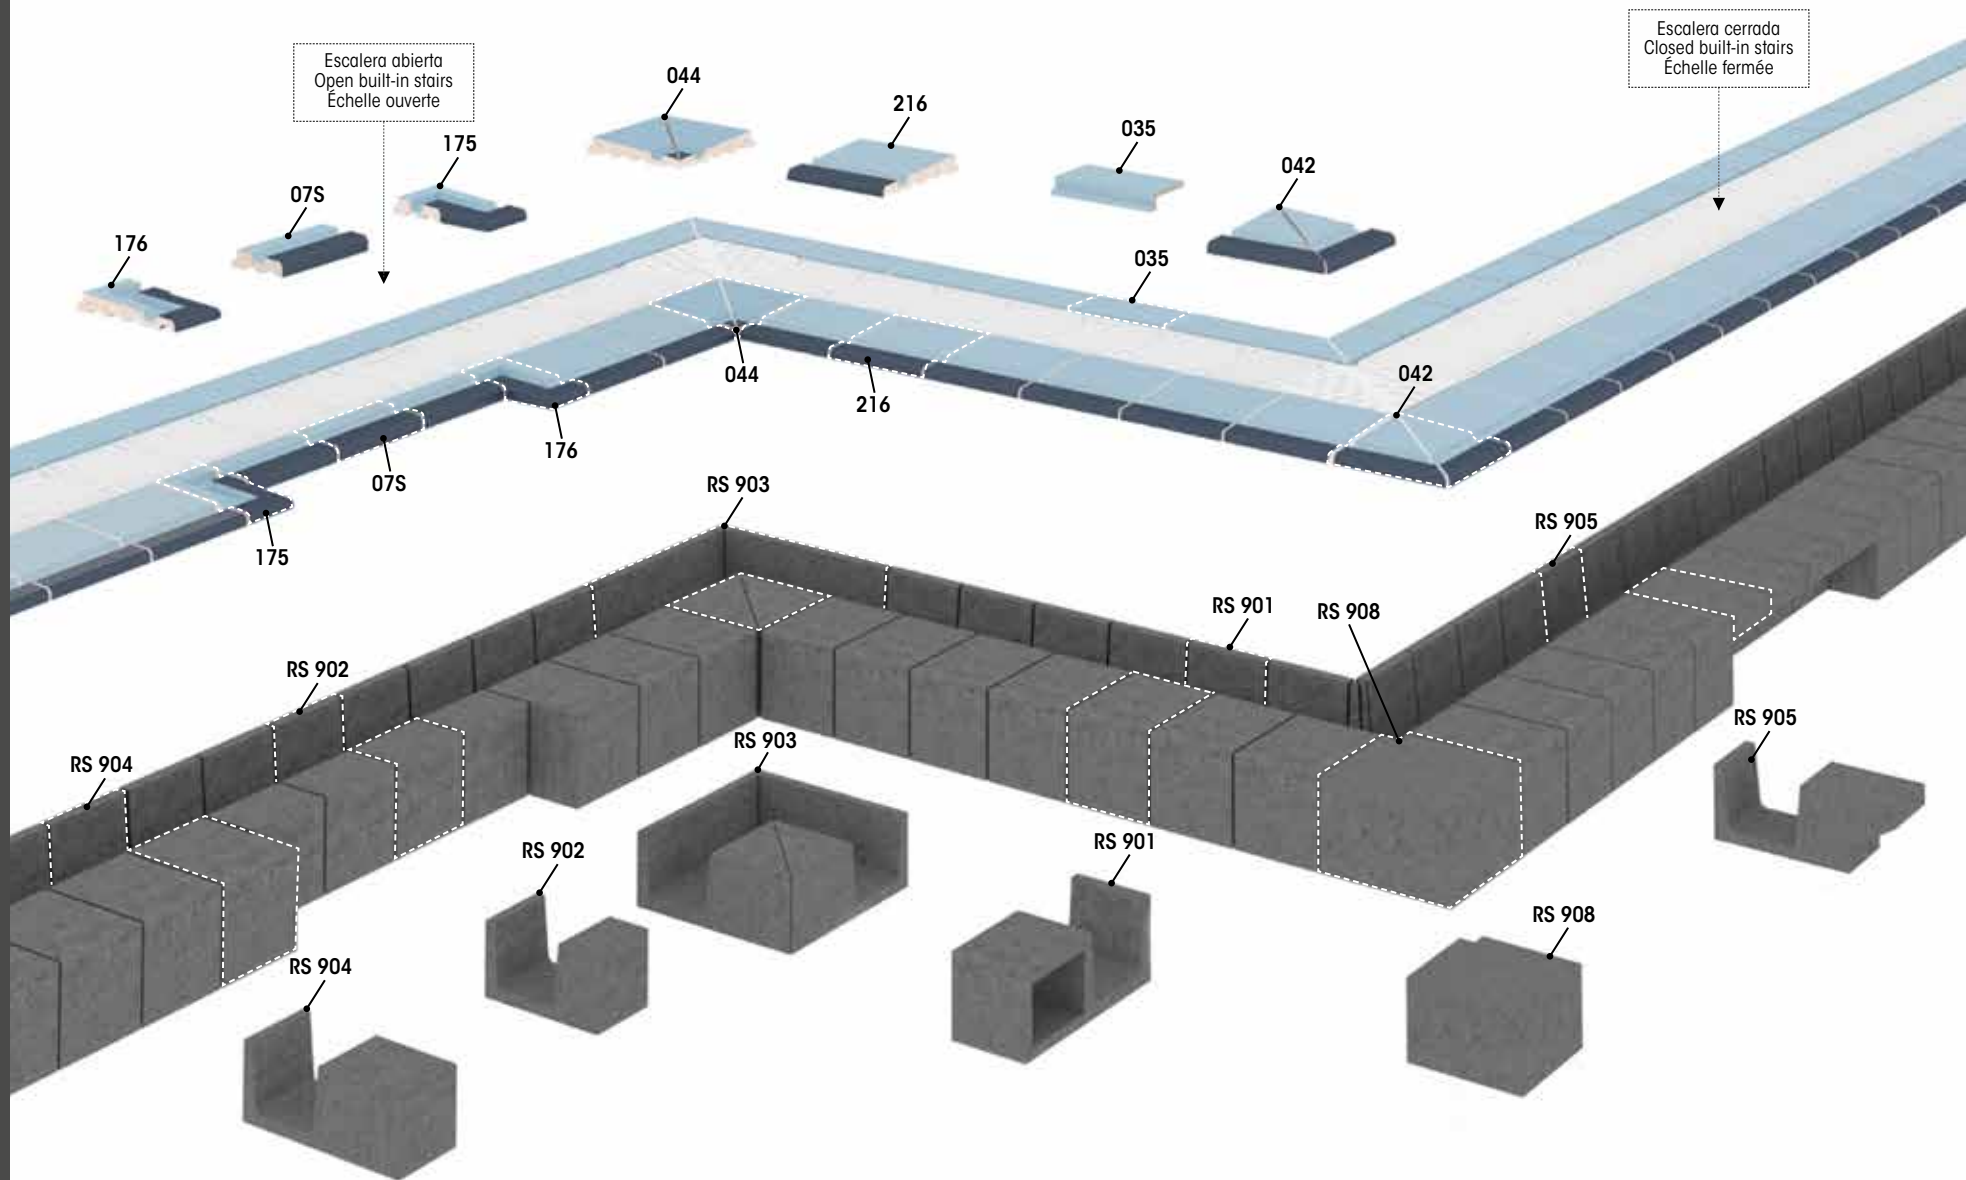 Escalera abierta
Open built-in stairs
Échelle ouverte
Escalera cerrada
Closed built-in stairs
Échelle fermée
044
216
035
042
175
07S
176
035
044
216
042
176
07S
175
RS 903
RS 905
RS 901
RS 908
RS 902
RS 904
RS 903
RS 905
RS 902
RS 901
RS 908
RS 904